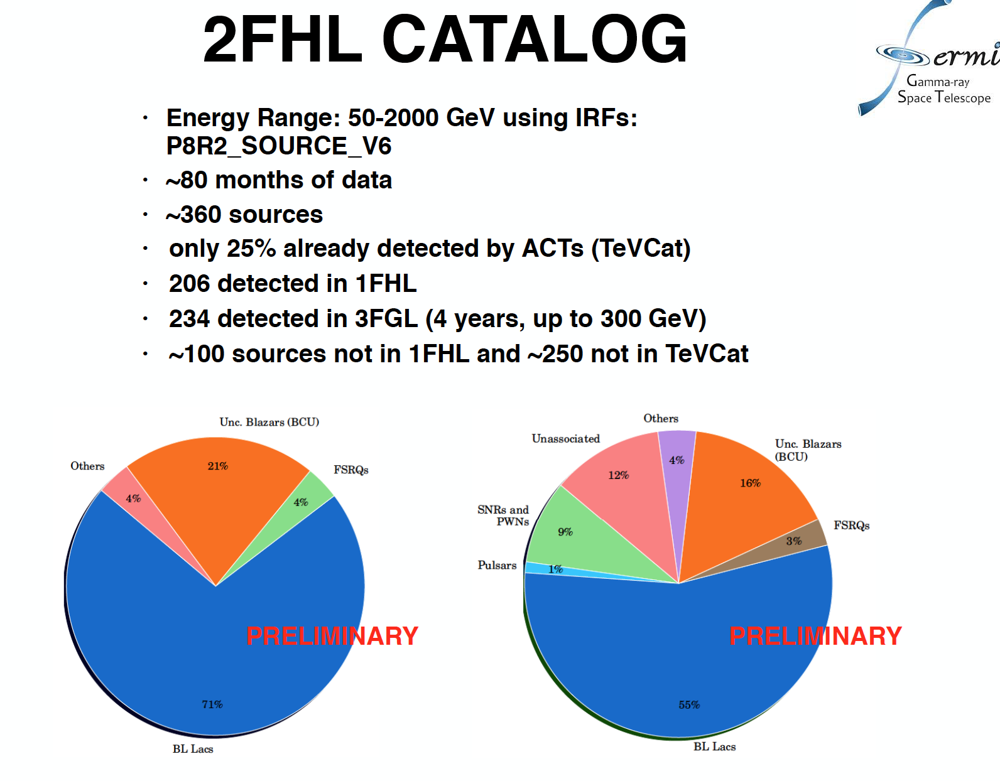 2FHL CATALOG
ermi
Gamma-ray
Space Telescope
· Energy Range: 50-2000 GeV using IRFs:
P8R2_SOURCE_V6
· ~80 months of data
· ~360 sources
· only 25% already detected by ACTs (TeVCat)
· 206 detected in 1FHL
· 234 detected in 3FGL (4 years, up to 300 GeV)
· ~100 sources not in 1FHL and ~250 not in TeVCat
Unc. Blazars (BCU)
Others
21%
FSRQs
4%
4%
PRELIMINARY
71%
BL Lacs
Others
Unassociated
Unc. Blazars
(BCU)
4%
12%
16%
SNRs and
PWNs
FSRQs
9%
3%
Pulsars
1%
PRELIMINARY
55%
BL Lacs